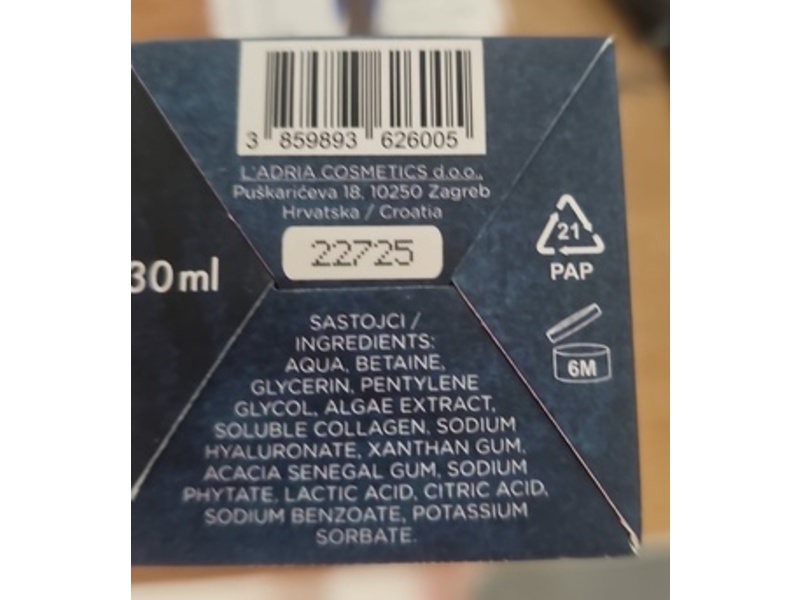 3 859893 626005
L'ADRIA COSMETICS d.o.o.,
Puškarićeva 18, 10250 Zagreb
Hrvatska / Croatia
22725
30ml
21
PAP
6M
SASTOJCI /
INGREDIENTS:
AQUA, BETAINE,
GLYCERIN, PENTYLENE
GLYCOL, ALGAE EXTRACT,
SOLUBLE COLLAGEN, SODIUM
HYALURONATE, XANTHAN GUM,
ACACIA SENEGAL GUM, SODIUM
PHYTATE, LACTIC ACID, CITRIC ACID,
SODIUM BENZOATE, POTASSIUM
SORBATE.